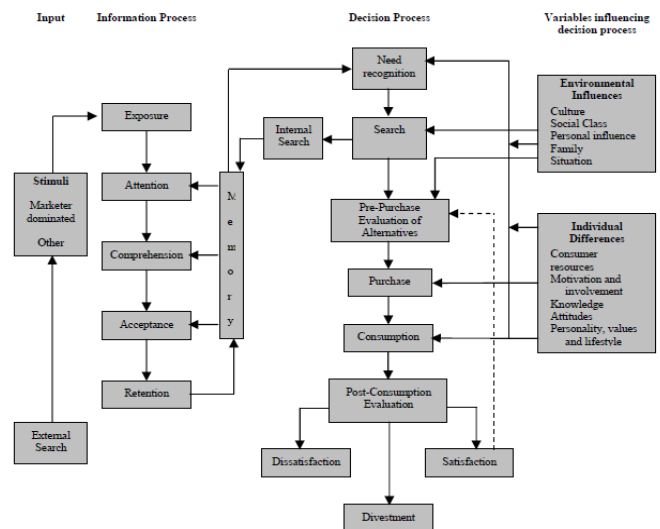 Input
Information Process
Decision Process
Variables influencing
decision process
Need
recognition
Environmental
Influences
Culture
Social Class
Personal influence
Family
Situation
Exposure
Internal
Search
Search
Stimuli
Marketer
dominated
Other
Attention
Memory
Pre-Purchase
Evaluation of
Alternatives
Individual
Differences
Consumer
resources
Motivation and
involvement
Knowledge
Attitudes
Personality, values
and lifestyle
Comprehension
Purchase
Acceptance
Consumption
Retention
Post-Consumption
Evaluation
External
Search
Dissatisfaction
Satisfaction
Divestment